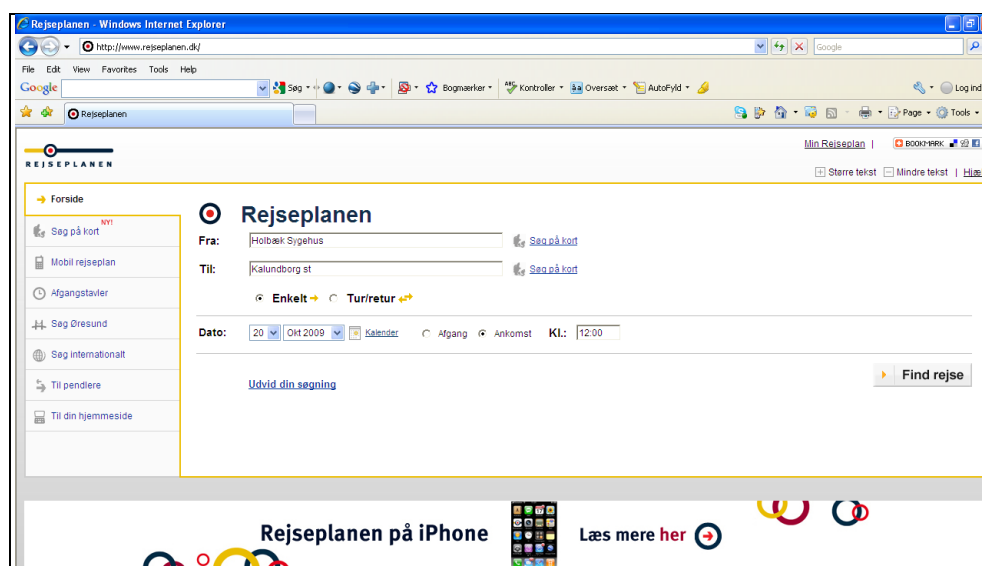 Rejseplanen - Windows Internet Explorer
http://www.rejseplanen.dk/
Google
File Edit View Favorites Tools Help
Google Søg Bogmærker Kontroller Oversæt AutoFyld Log ind
Rejseplanen Page Tools
Min Rejseplan | BOOKMARK
REJSEPLANEN
+ Større tekst - Mindre tekst |
Forside
NY!
Søg på kort
Mobil rejseplan
Afgangstavler
Søg Øresund
Søg internationalt
Til pendlere
Til din hjemmeside
Rejseplanen
Fra: Holbæk Sygehus Søg på kort
Til: Kalundborg st Søg på kort
Enkelt Tur/retur
Dato: 20 Okt 2009 Kalender Afgang Ankomst Kl.: 12:00
Udvid din søgning
Find rejse
Rejseplanen på iPhone
Læs mere her